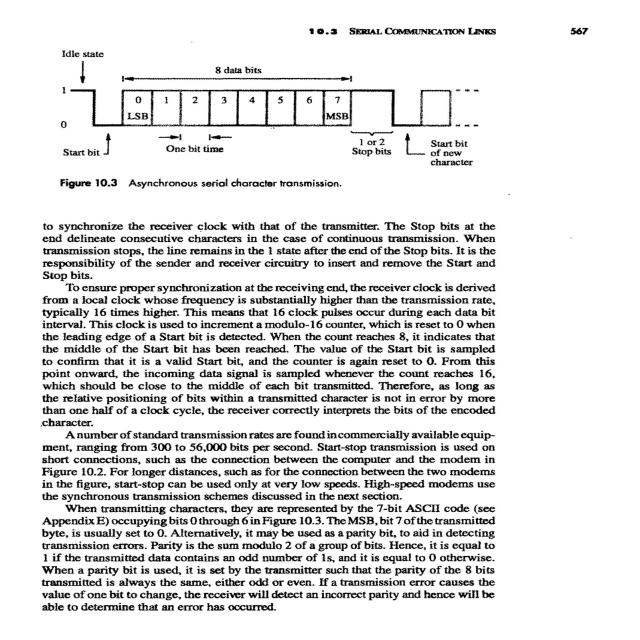 10.3 SERIAL COMMUNICATION LINKS 567
Idle state
8 data bits
1
0 1 2 3 4 5 6 7
LSB MSB
0
Start bit
One bit time
1 or 2
Stop bits
Start bit
of new
character
Figure 10.3 Asynchronous serial character transmission.
to synchronize the receiver clock with that of the transmitter. The Stop bits at the
end delineate consecutive characters in the case of continuous transmission. When
transmission stops, the line remains in the 1 state after the end of the Stop bits. It is the
responsibility of the sender and receiver circuitry to insert and remove the Start and
Stop bits.
To ensure proper synchronization at the receiving end, the receiver clock is derived
from a local clock whose frequency is substantially higher than the transmission rate,
typically 16 times higher. This means that 16 clock pulses occur during each data bit
interval. This clock is used to increment a modulo-16 counter, which is reset to 0 when
the leading edge of a Start bit is detected. When the count reaches 8, it indicates that
the middle of the Start bit has been reached. The value of the Start bit is sampled
to confirm that it is a valid Start bit, and the counter is again reset to 0. From this
point onward, the incoming data signal is sampled whenever the count reaches 16,
which should be close to the middle of each bit transmitted. Therefore, as long as
the relative positioning of bits within a transmitted character is not in error by more
than one half of a clock cycle, the receiver correctly interprets the bits of the encoded
character.
A number of standard transmission rates are found in commercially available equip-
ment, ranging from 300 to 56,000 bits per second. Start-stop transmission is used on
short connections, such as the connection between the computer and the modem in
Figure 10.2. For longer distances, such as for the connection between the two modems
in the figure, start-stop can be used only at very low speeds. High-speed modems use
the synchronous transmission schemes discussed in the next section.
When transmitting characters, they are represented by the 7-bit ASCII code (see
Appendix E) occupying bits 0 through 6 in Figure 10.3. The MSB, bit 7 of the transmitted
byte, is usually set to 0. Alternatively, it may be used as a parity bit, to aid in detecting
transmission errors. Parity is the sum modulo 2 of a group of bits. Hence, it is equal to
1 if the transmitted data contains an odd number of 1s, and it is equal to 0 otherwise.
When a parity bit is used, it is set by the transmitter such that the parity of the 8 bits
transmitted is always the same, either odd or even. If a transmission error causes the
value of one bit to change, the receiver will detect an incorrect parity and hence will be
able to determine that an error has occurred.